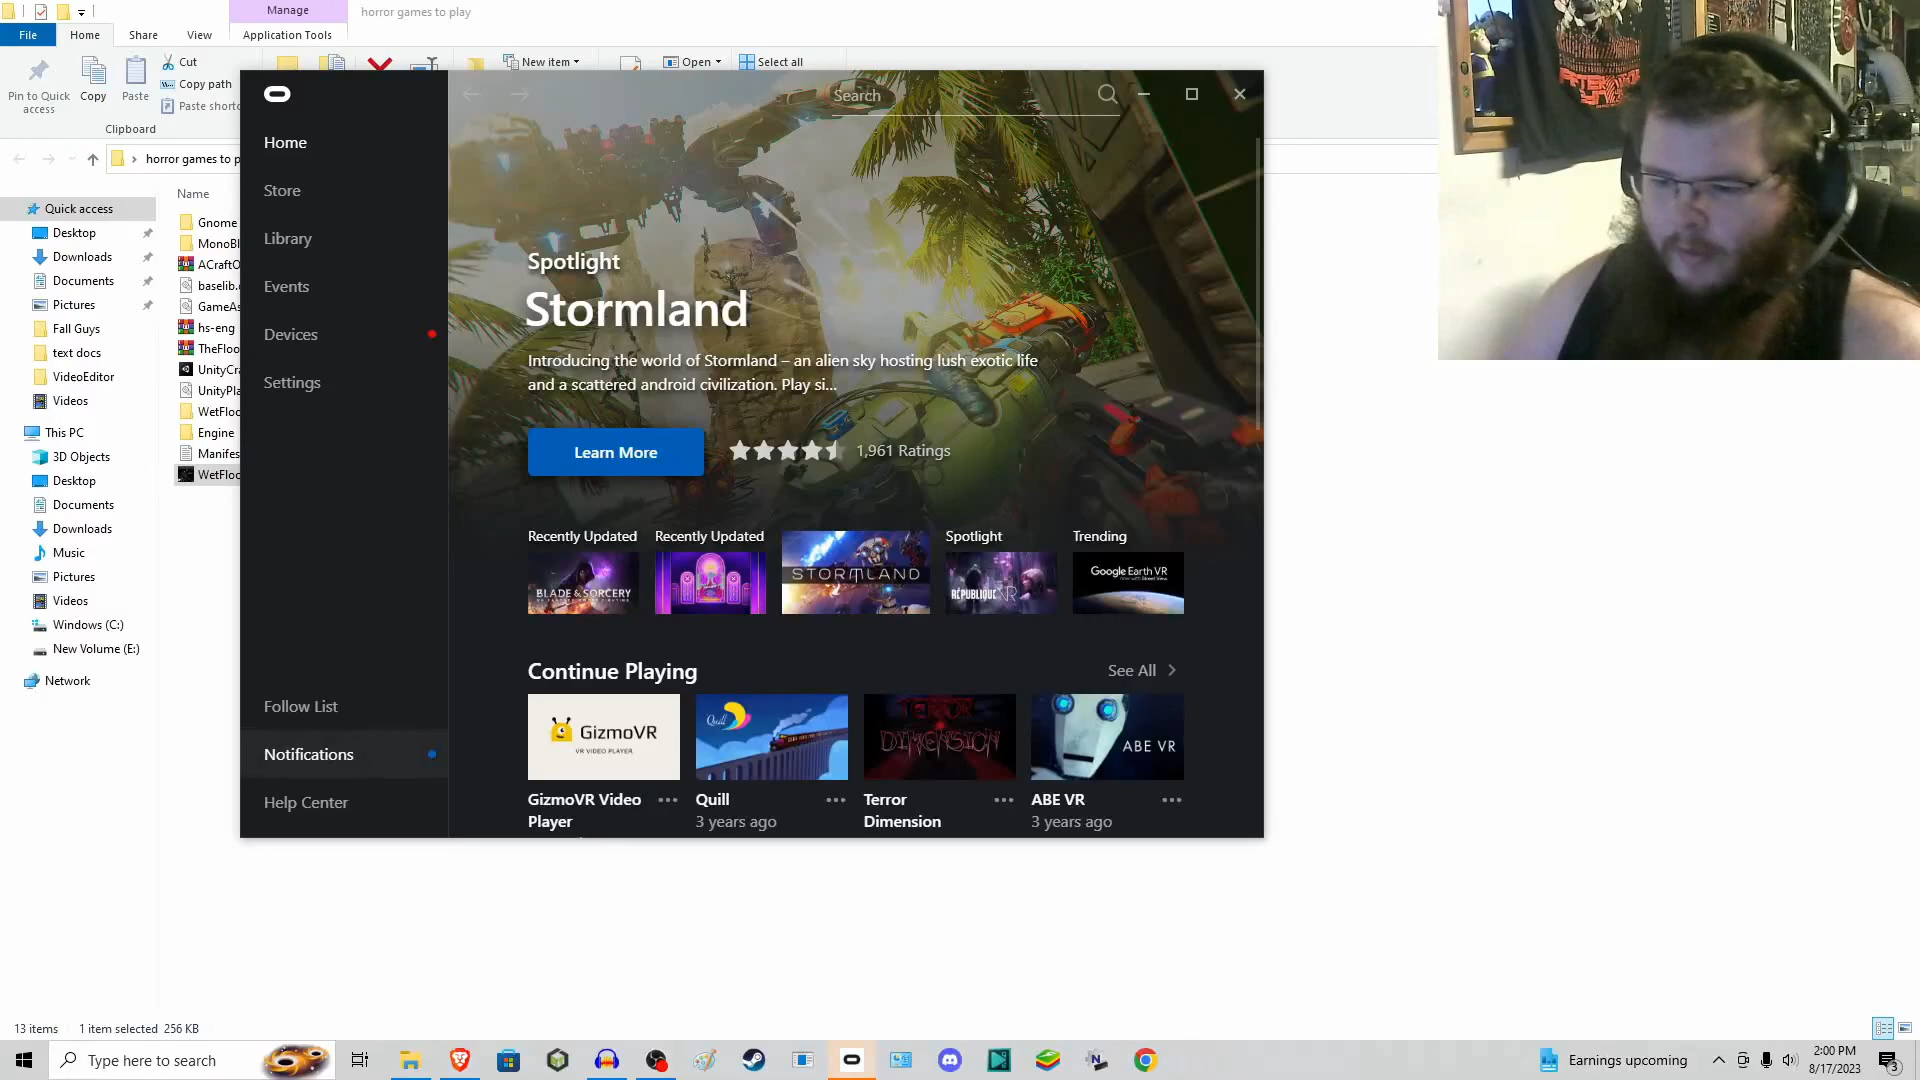 Manage
horror games to play
File
Home
Share
View
Application Tools
Pin to Quick
access
Copy
Paste
Cut
Copy path
Paste shortc
New item
Open
Select all
Clipboard
horror games to p
Name
Quick access
Desktop
Downloads
Documents
Pictures
Fall Guys
text docs
VideoEditor
Videos
This PC
3D Objects
Desktop
Documents
Downloads
Music
Pictures
Videos
Windows (C:)
New Volume (E:)
Network
Gnome
MonoBl
ACraftO
baselib.
GameAs
hs-eng
TheFloo
UnityCra
UnityPla
WetFloo
Engine
Manifes
WetFloo
Home
Store
Library
Events
Devices
Settings
Follow List
Notifications
Help Center
Search
Spotlight
Stormland
Introducing the world of Stormland – an alien sky hosting lush exotic life
and a scattered android civilization. Play si...
Learn More
1,961 Ratings
Recently Updated
Recently Updated
Spotlight
Trending
BLADE & SORCERY
STORMLAND
RÉPUBLIQUE VR
Google Earth VR
now with Street View
Continue Playing
See All
GizmoVR
VR VIDEO PLAYER
Quill
TERROR
DIMENSION
ABE VR
GizmoVR Video
Player
Quill
3 years ago
Terror
Dimension
ABE VR
3 years ago
13 items
1 item selected 256 KB
Type here to search
Earnings upcoming
2:00 PM
8/17/2023
3